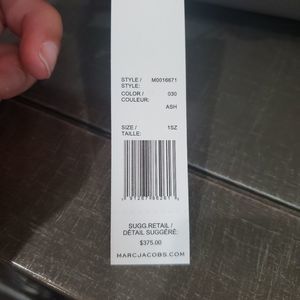 STYLE / M0016671
STYLE:
COLOR / 030
COULEUR:
ASH
SIZE / 1SZ
TAILLE:
SUGG.RETAIL /
DÉTAIL SUGGÉRÉ:
$375.00
MARCJACOBS.COM